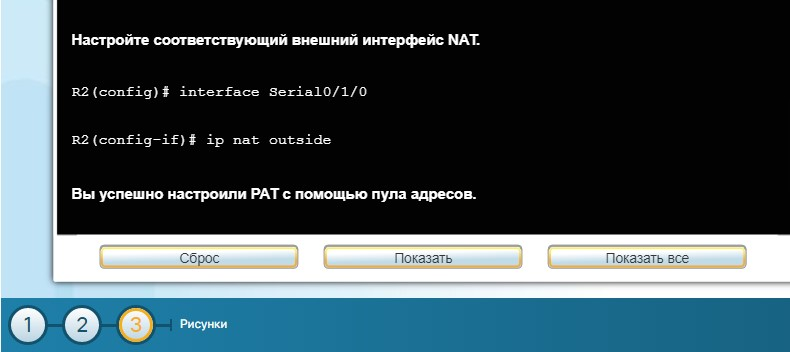 Настройте соответствующий внешний интерфейс NAT.
R2(config)# interface Serial0/1/0
R2(config-if)# ip nat outside
Вы успешно настроили PAT с помощью пула адресов.
Сброс Показать Показать все
1 2 3 Рисунки